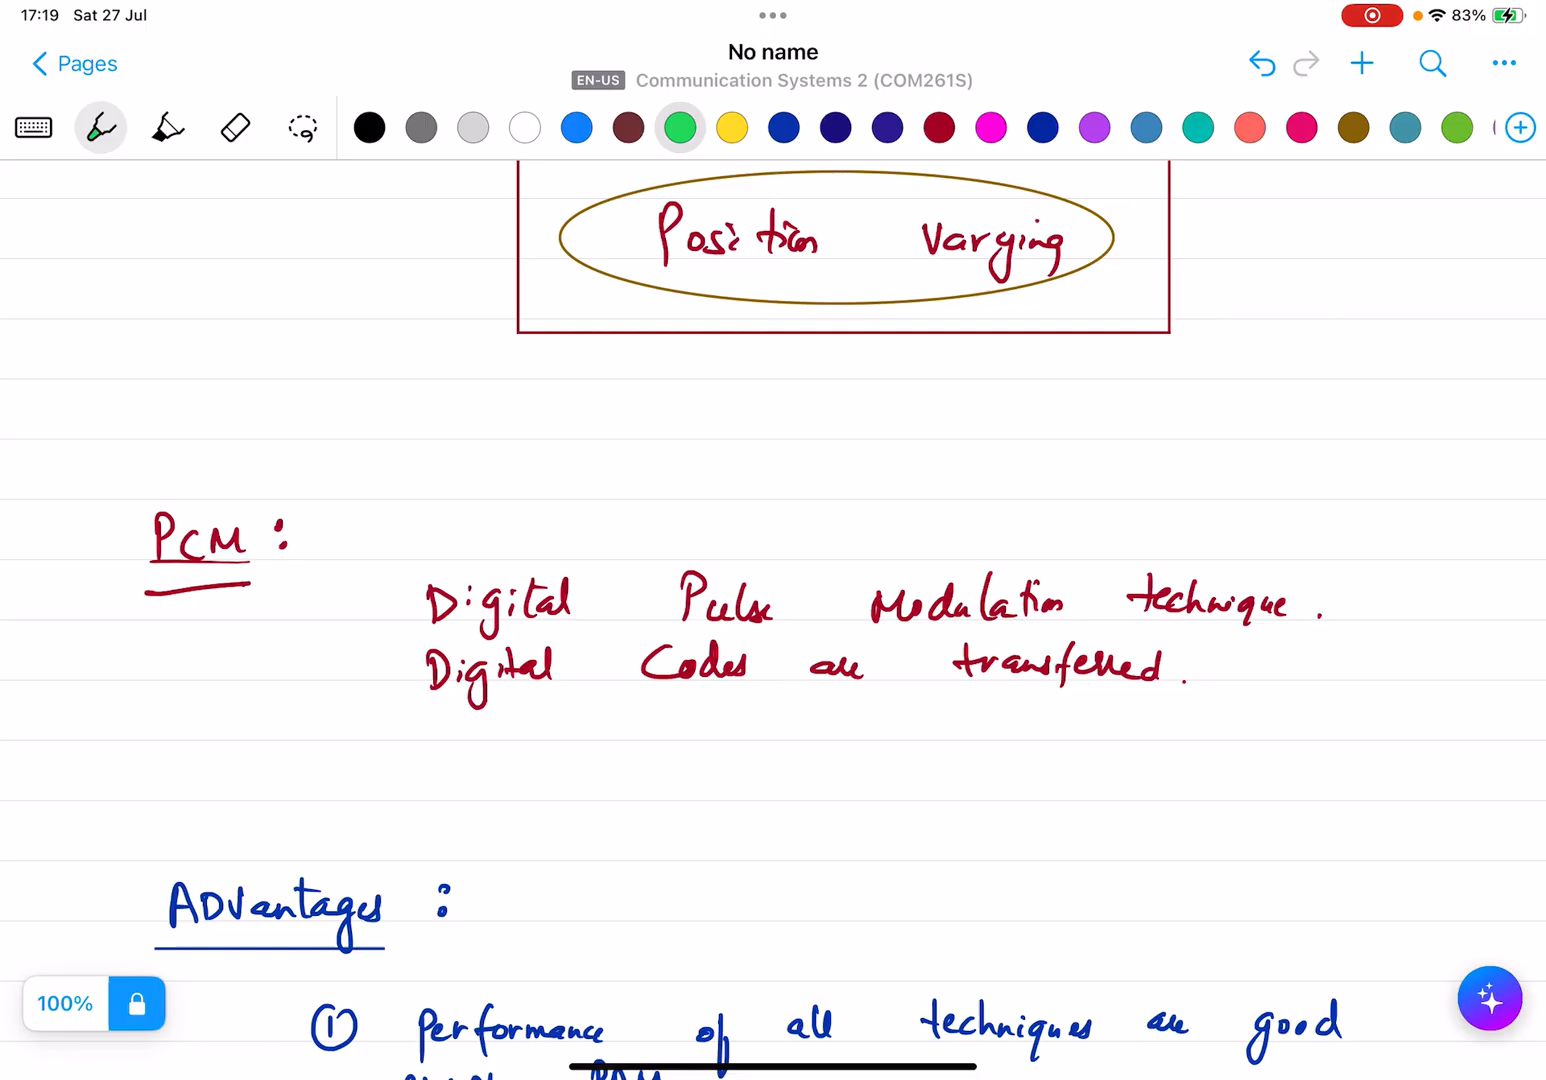 17:19 Sat 27 Jul
83%
Pages
No name
EN-US Communication Systems 2 (COM261S)
Position varying
PCM :
Digital Pulse Modulation technique.
Digital Codes are transferred.
ADvantages :
① performance of all techniques are good
PAM
100%